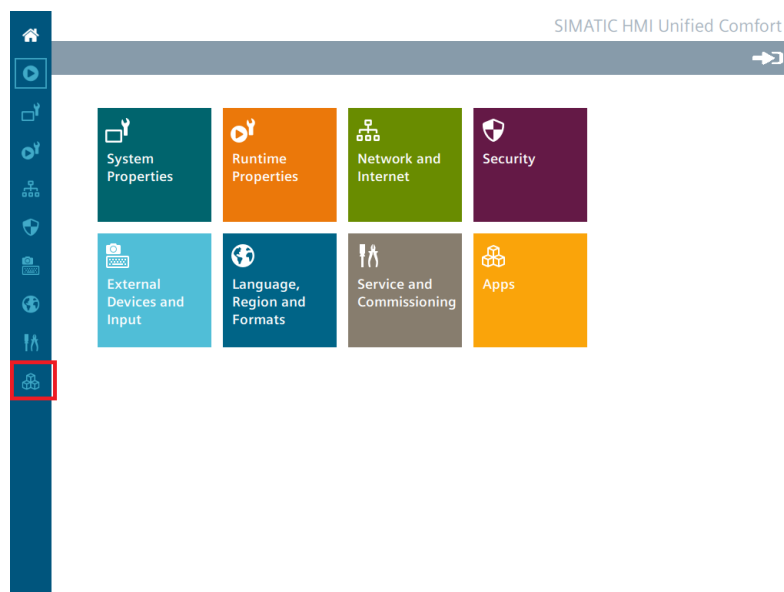 SIMATIC HMI Unified Comfort
System
Properties
Runtime
Properties
Network and
Internet
Security
External
Devices and
Input
Language,
Region and
Formats
Service and
Commissioning
Apps